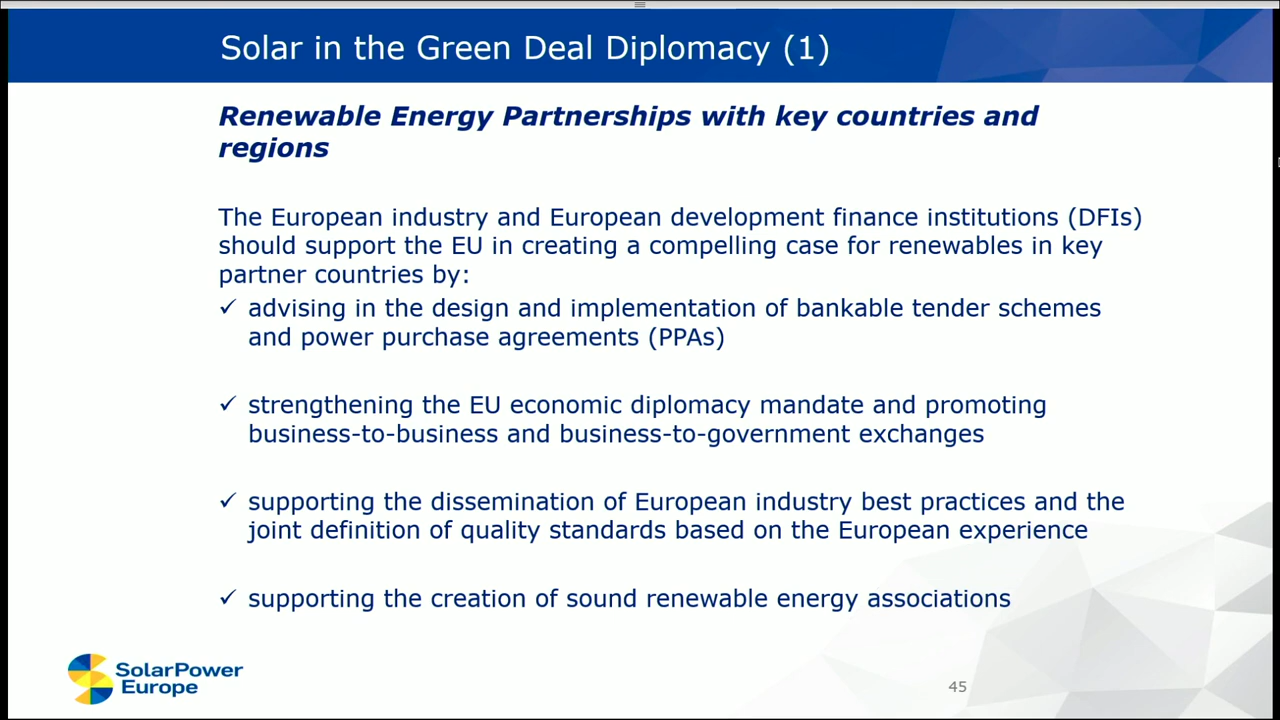 Solar in the Green Deal Diplomacy (1)
Renewable Energy Partnerships with key countries and
regions
The European industry and European development finance institutions (DFIs)
should support the EU in creating a compelling case for renewables in key
partner countries by:
✓ advising in the design and implementation of bankable tender schemes
and power purchase agreements (PPAs)
✓ strengthening the EU economic diplomacy mandate and promoting
business-to-business and business-to-government exchanges
✓ supporting the dissemination of European industry best practices and the
joint definition of quality standards based on the European experience
✓ supporting the creation of sound renewable energy associations
SolarPower
Europe
45